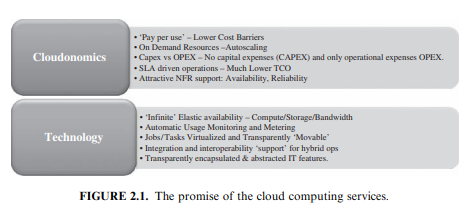 Cloudonomics
• ‘Pay per use’ – Lower Cost Barriers
• On Demand Resources –Autoscaling
• Capex vs OPEX – No capital expenses (CAPEX) and only operational expenses OPEX.
• SLA driven operations – Much Lower TCO
• Attractive NFR support: Availability, Reliability
Technology
• ‘Infinite’ Elastic availability – Compute/Storage/Bandwidth
• Automatic Usage Monitoring and Metering
• Jobs/Tasks Virtualized and Transparently ‘Movable’
• Integration and interoperability ‘support’ for hybrid ops
• Transparently encapsulated & abstracted IT features.
FIGURE 2.1. The promise of the cloud computing services.